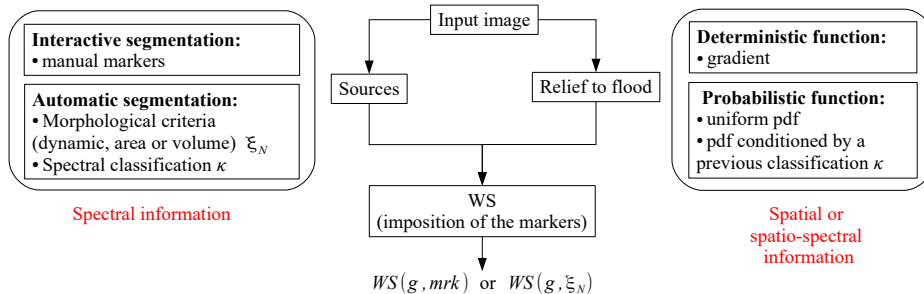 Interactive segmentation:
• manual markers
Automatic segmentation:
• Morphological criteria
(dynamic, area or volume) ξ_N
• Spectral classification κ
Spectral information
Input image
Sources
Relief to flood
WS
(imposition of the markers)
WS(g,mrk) or WS(g,ξ_N)
Deterministic function:
• gradient
Probabilistic function:
• uniform pdf
• pdf conditioned by a
previous classification κ
Spatial or
spatio-spectral
information